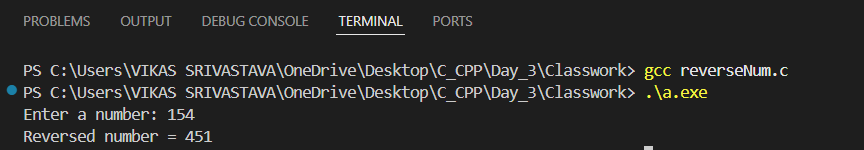 PROBLEMS OUTPUT DEBUG CONSOLE TERMINAL PORTS
PS C:\Users\VIKAS SRIVASTAVA\OneDrive\Desktop\C_CPP\Day_3\Classwork> gcc reverseNum.c
PS C:\Users\VIKAS SRIVASTAVA\OneDrive\Desktop\C_CPP\Day_3\Classwork> .\a.exe
Enter a number: 154
Reversed number = 451